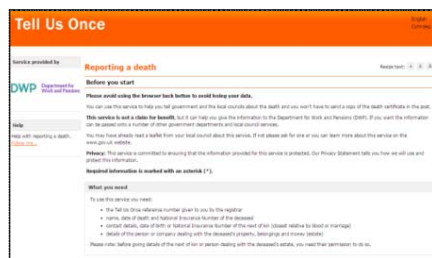 Tell Us Once
English
Cymraeg
Service provided by
DWP Department for
Work and Pensions
Help
Help with reporting a death.
Follow me...
Reporting a death
Resize text: A A A
Before you start
Please avoid using the browser back button to avoid losing your data.
You can use this service to help you tell government and the local councils about the death and you won't have to send a copy of the death certificate in the post.
This service is not a claim for benefit, but it can help you give the information to the Department for Work and Pensions (DWP). If you want the information
can be passed onto a number of other government departments and local council services.
You may have already read a leaflet from your local council about this service. If not please ask for one or you can learn more about this service on the
www.gov.uk website.
Privacy: This service is committed to ensuring that the information provided for this service is protected. Our Privacy Statement tells you how we will use and
protect this information.
Required information is marked with an asterisk (*).
What you need
To use this service you need:
• the Tell Us Once reference number given to you by the registrar
• name, date of death and National Insurance Number of the deceased
• contact details, date of birth or National Insurance Number of the next of kin (closest relative by blood or marriage)
• details of the person or company dealing with the deceased's property, belongings and money (estate)
Please note: before giving details of the next of kin or person dealing with the deceased's estate, you need their permission to do so.